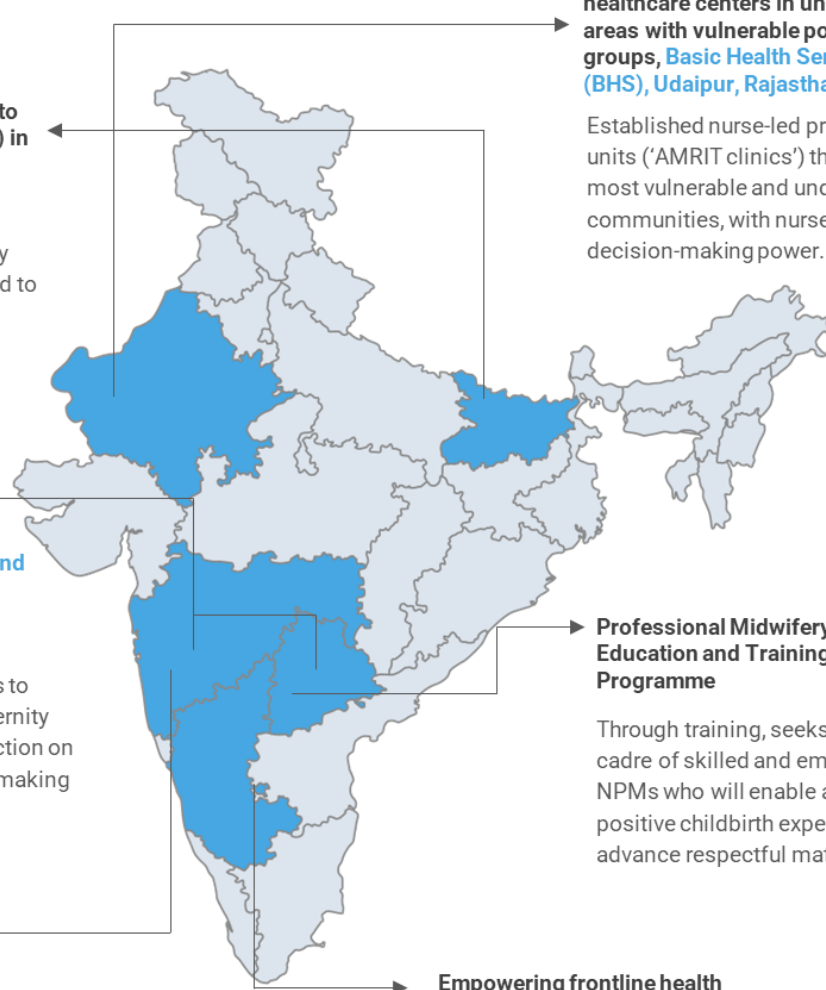 healthcare centers in un
areas with vulnerable po
groups, Basic Health Ser
(BHS), Udaipur, Rajastha
Established nurse-led pr
units (‘AMRIT clinics’) th
most vulnerable and und
communities, with nurse
decision-making power.
to
) in
y
d to
nd
s to
ernity
ction on
making
Professional Midwifery
Education and Training
Programme
Through training, seeks
cadre of skilled and em
NPMs who will enable a
positive childbirth expe
advance respectful mat
Empowering frontline health